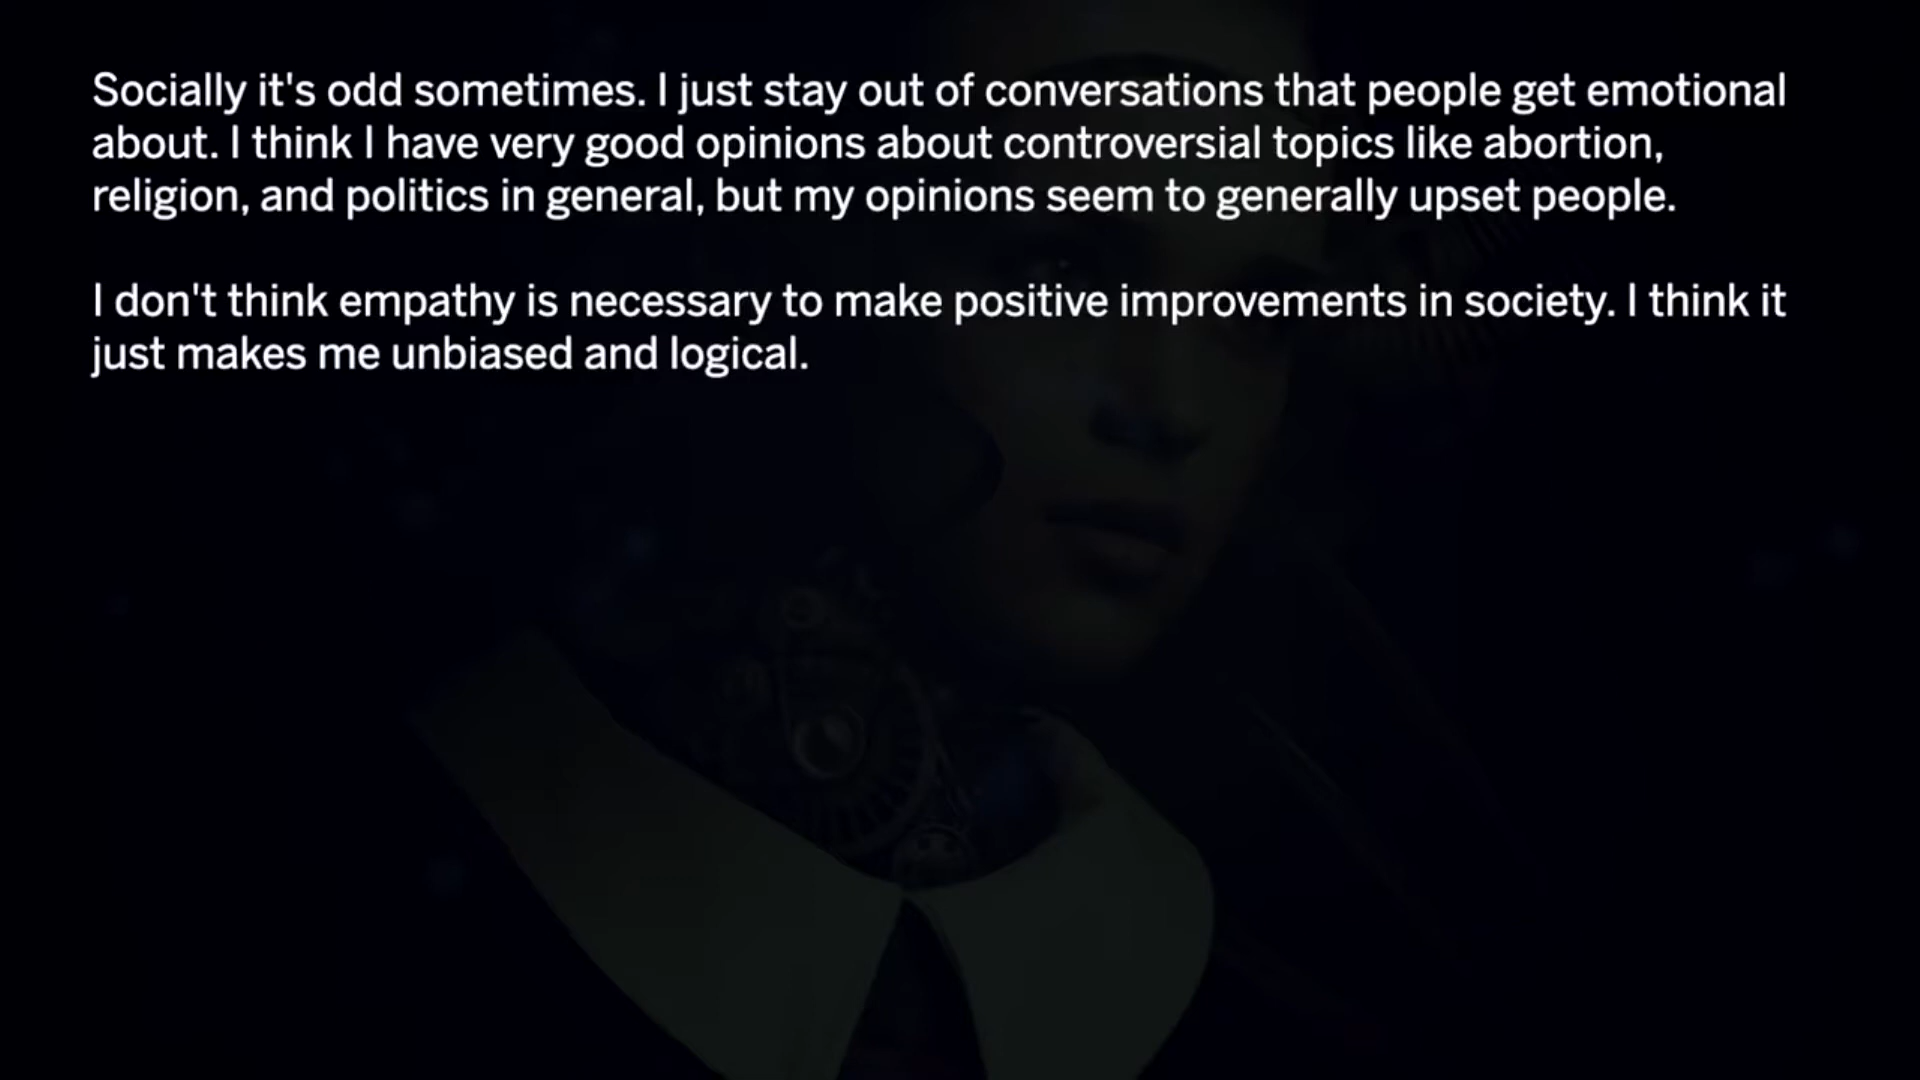 Socially it's odd sometimes. I just stay out of conversations that people get emotional
about. I think I have very good opinions about controversial topics like abortion,
religion, and politics in general, but my opinions seem to generally upset people.
I don't think empathy is necessary to make positive improvements in society. I think it
just makes me unbiased and logical.